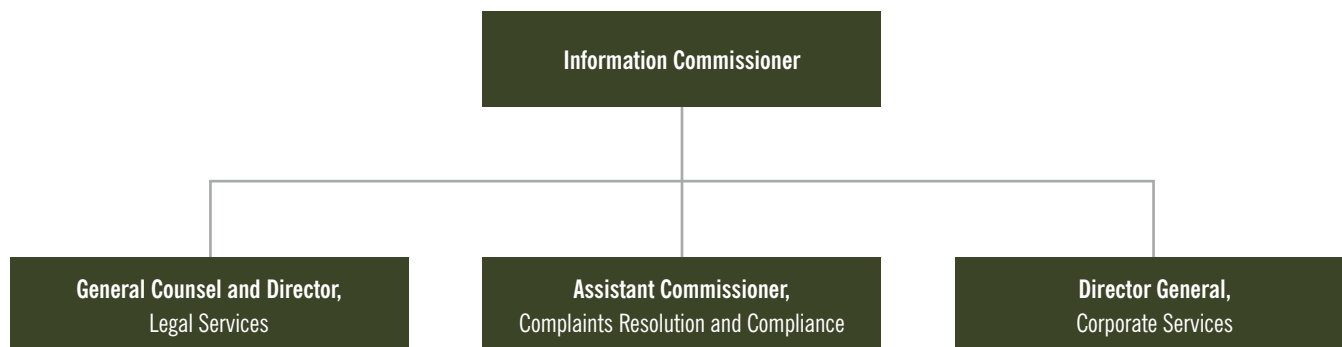 Information Commissioner
General Counsel and Director,
Legal Services
Assistant Commissioner,
Complaints Resolution and Compliance
Director General,
Corporate Services